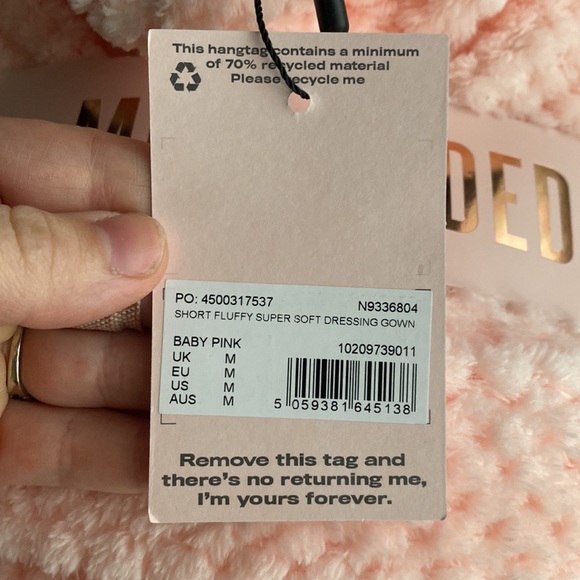 This hangtag contains a minimum
of 70% recycled material
Please recycle me
M DED
PO: 4500317537 N9336804
SHORT FLUFFY SUPER SOFT DRESSING GOWN
BABY PINK 10209739011
UK M
EU M
US M
AUS M
5 059381 645138
Remove this tag and
there's no returning me,
I'm yours forever.